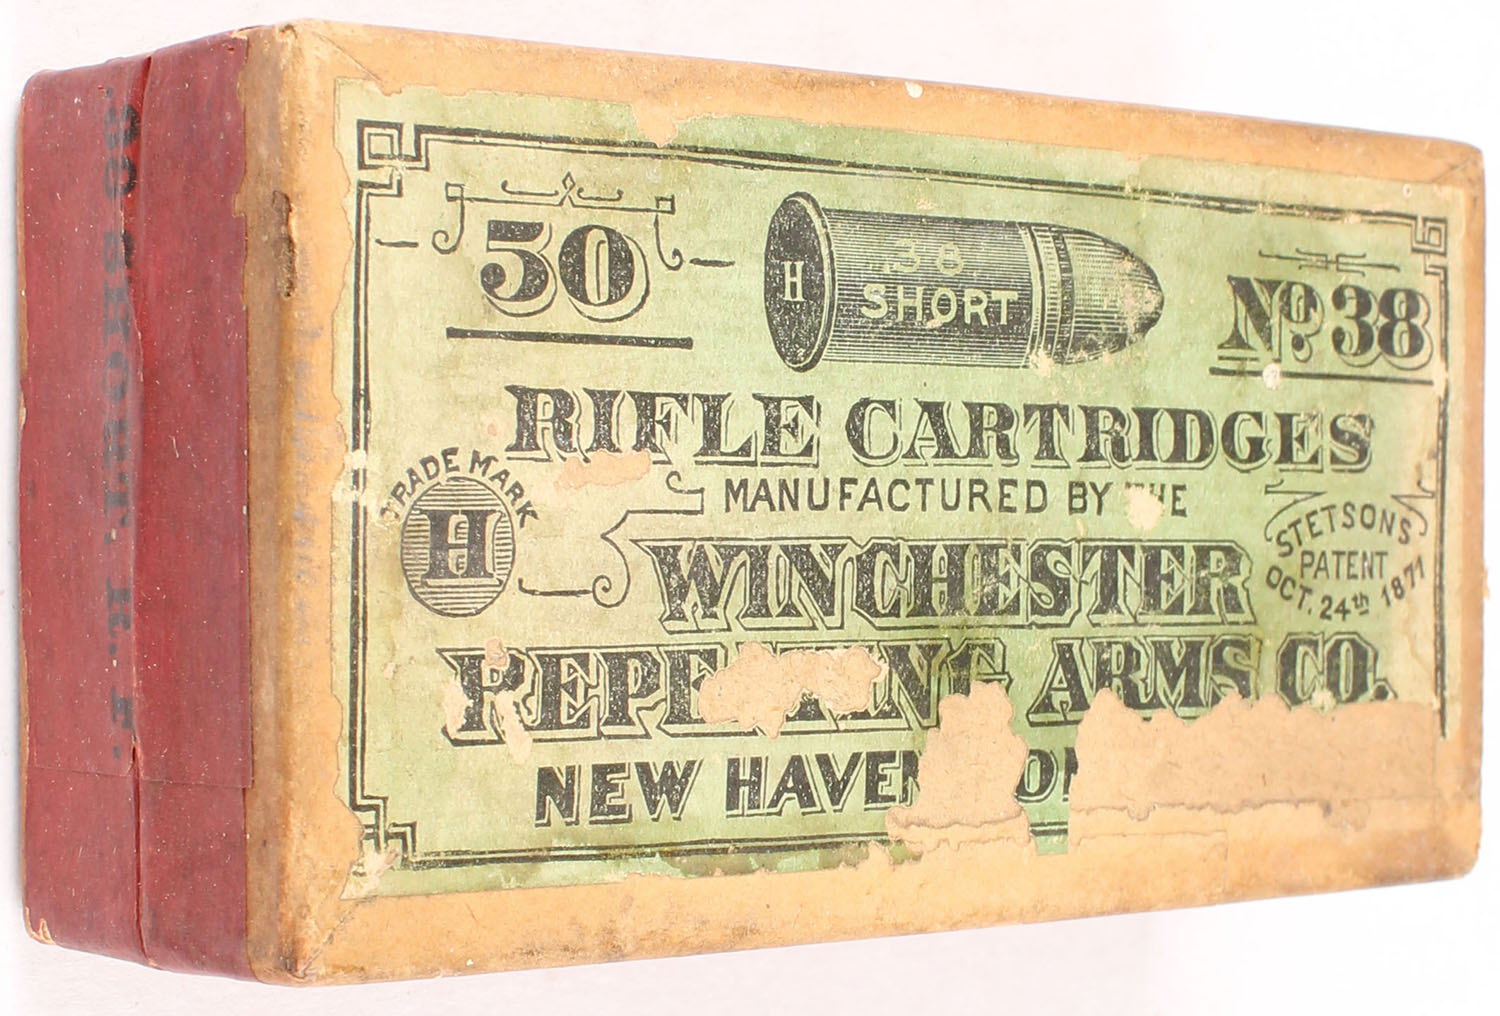 .38 SHORT. R. F.
50
H
.38
SHORT
No. 38
RIFLE CARTRIDGES
MANUFACTURED BY
TRADE MARK
H
WINCHESTER
STETSONS
PATENT
OCT. 24th 1871
ARMS CO.
NEW HAVEN